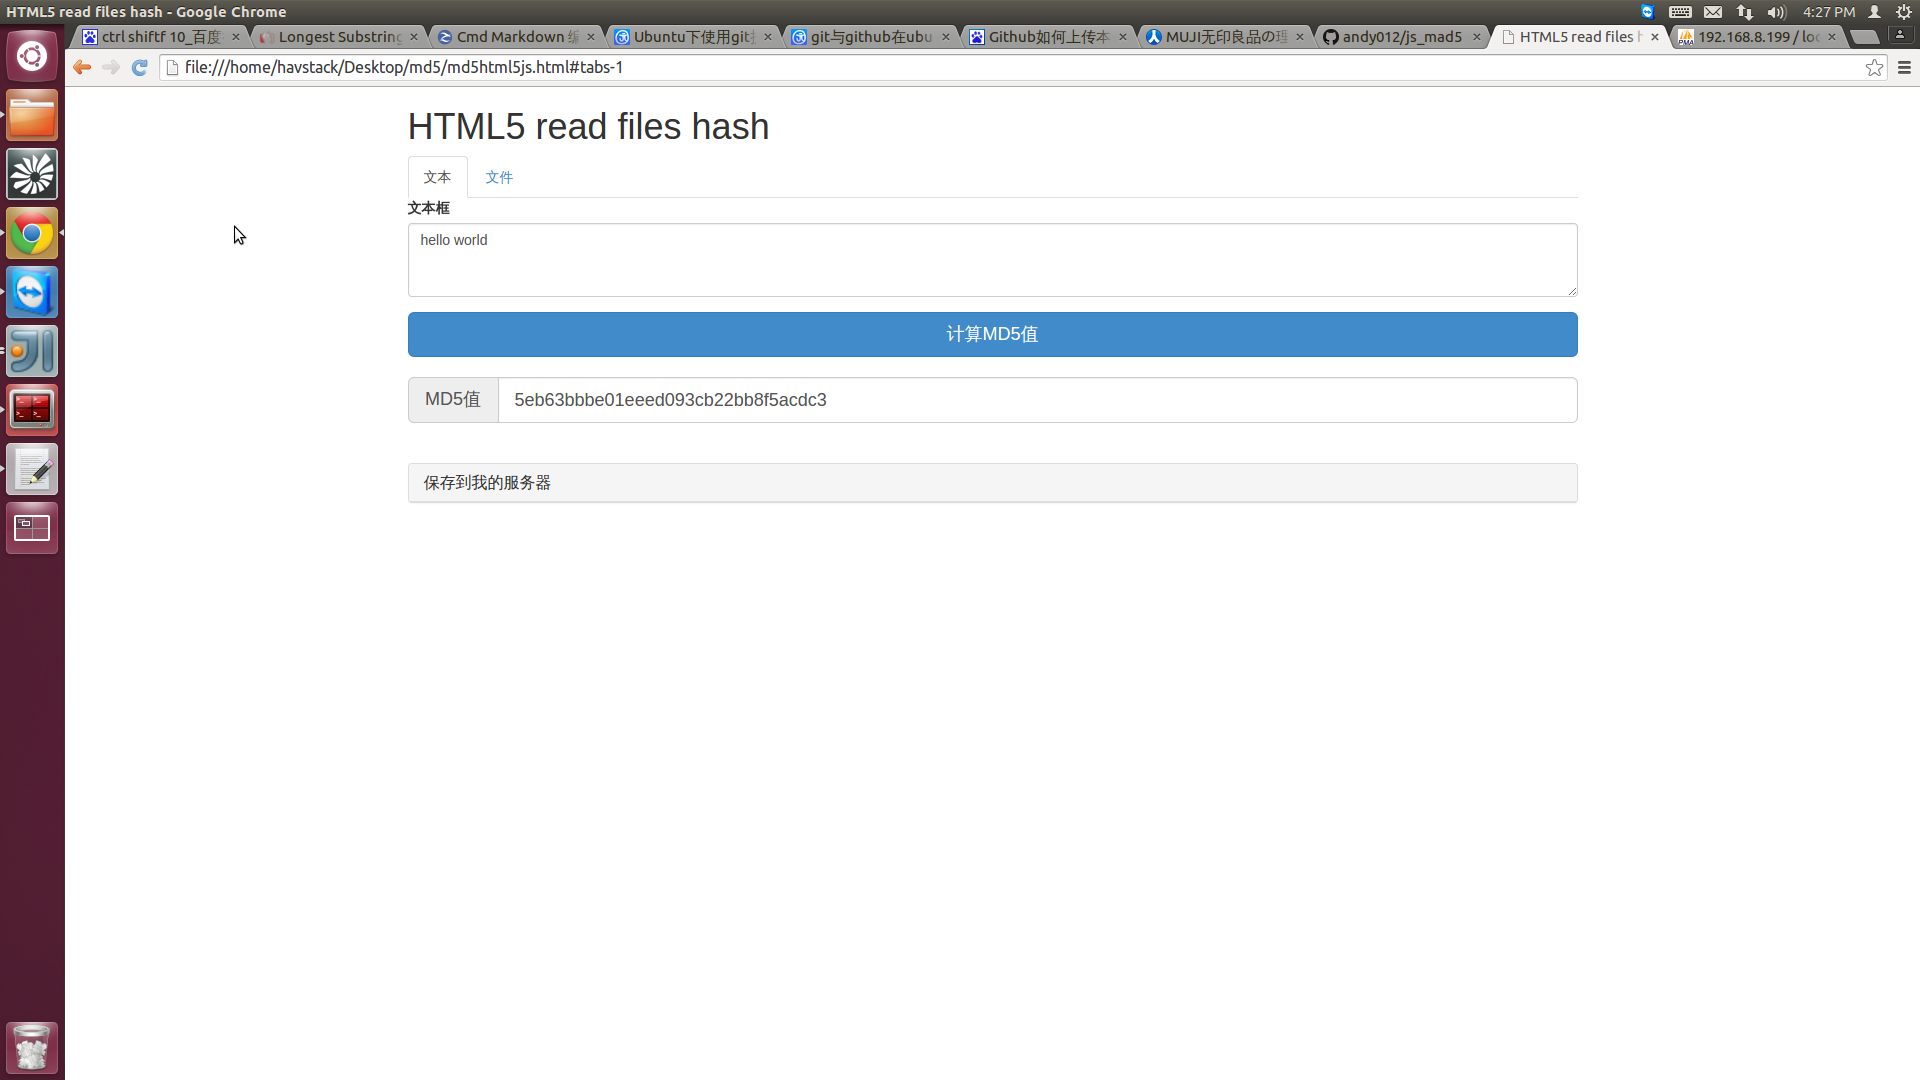 HTML5 read files hash - Google Chrome
4:27 PM
ctrl shiftf 10_百度
Longest Substring
Cmd Markdown 编
Ubuntu下使用git
git与github在ubu
Github如何上传本
MUJI无印良品の理
andy012/js_mad5
HTML5 read files h
192.168.8.199 / loc
file:///home/havstack/Desktop/md5/md5html5js.html#tabs-1
HTML5 read files hash
文本
文件
文本框
hello world
计算MD5值
MD5值
5eb63bbbe01eeed093cb22bb8f5acdc3
保存到我的服务器